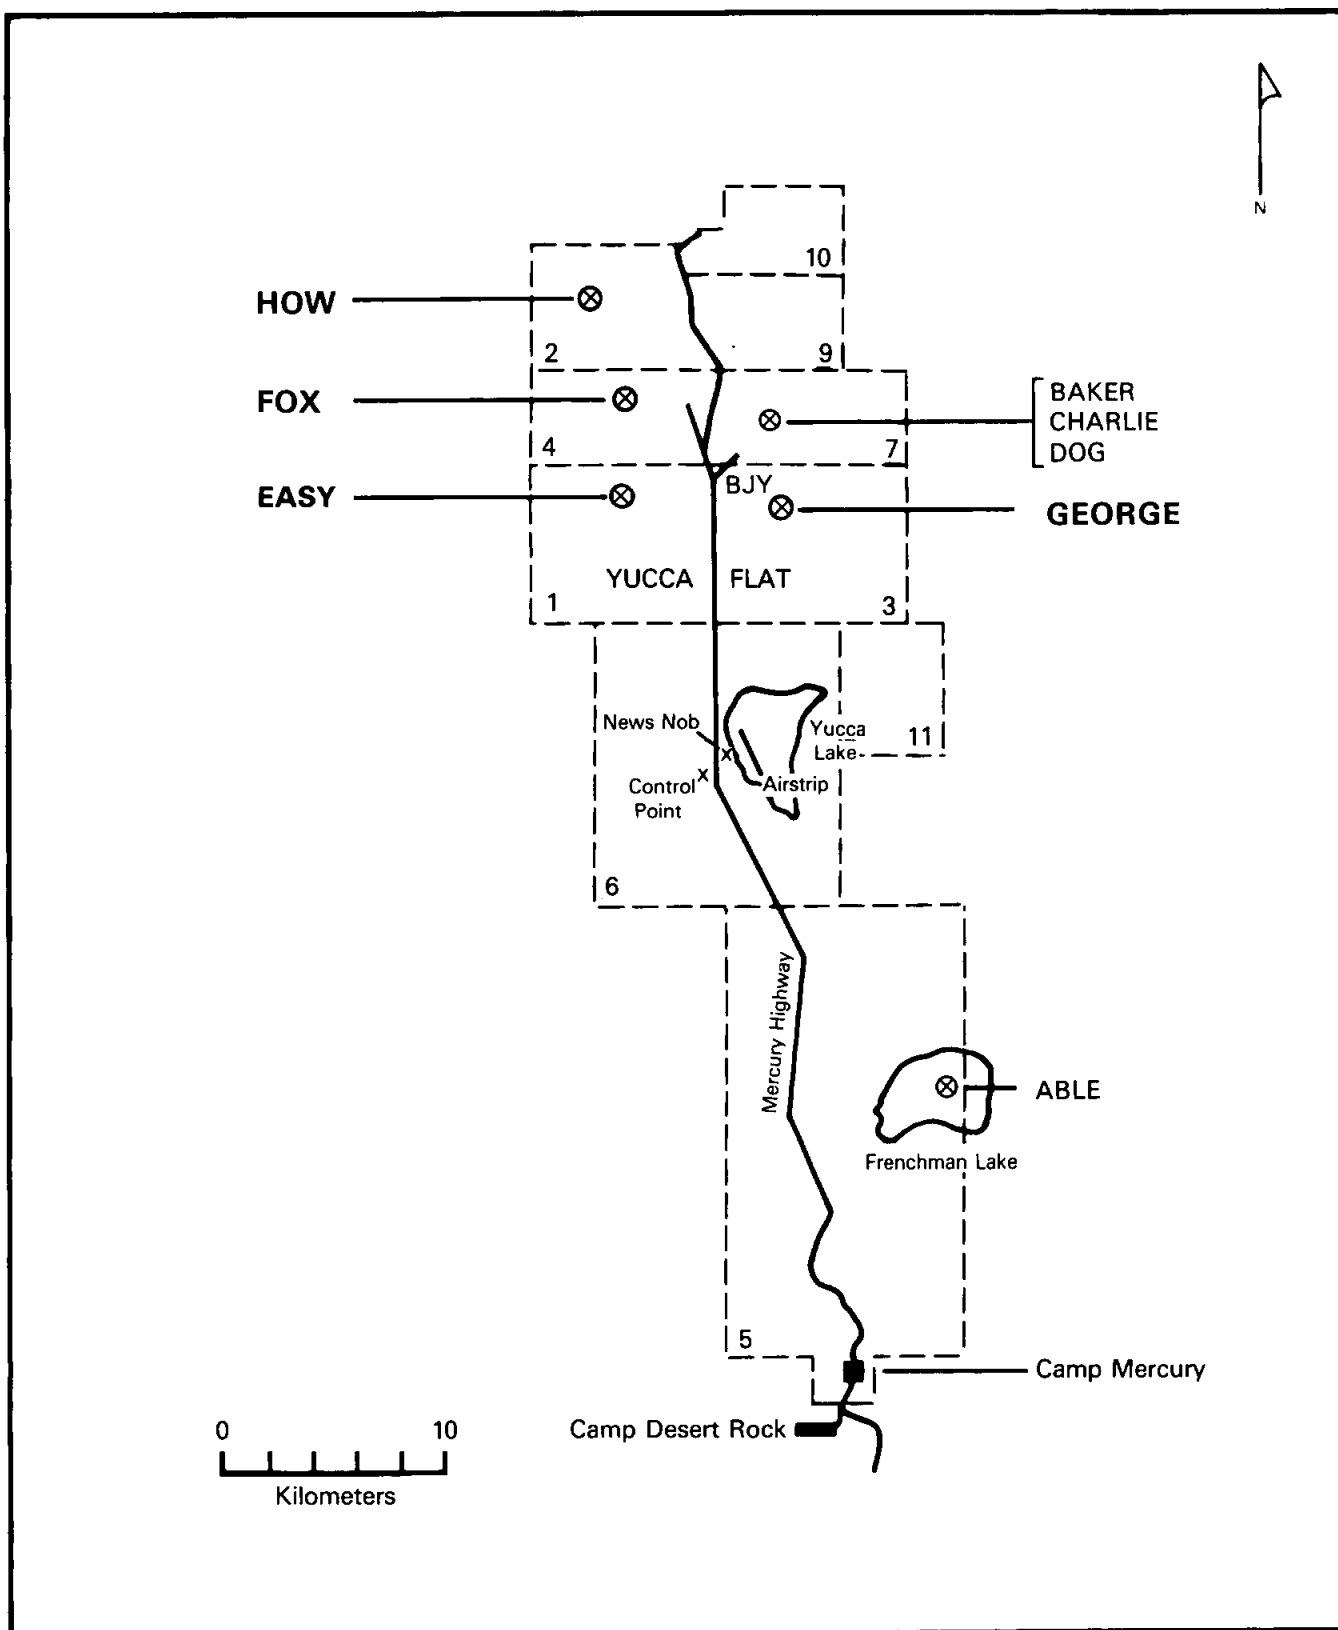 N
10
HOW
2
9
FOX
BAKER
CHARLIE
DOG
4
7
EASY
BJY
GEORGE
YUCCA FLAT
1
3
News Nob
Yucca
Lake
11
x
x
Control
Point
Airstrip
6
Mercury Highway
ABLE
Frenchman Lake
5
Camp Mercury
Camp Desert Rock
0 10
Kilometers